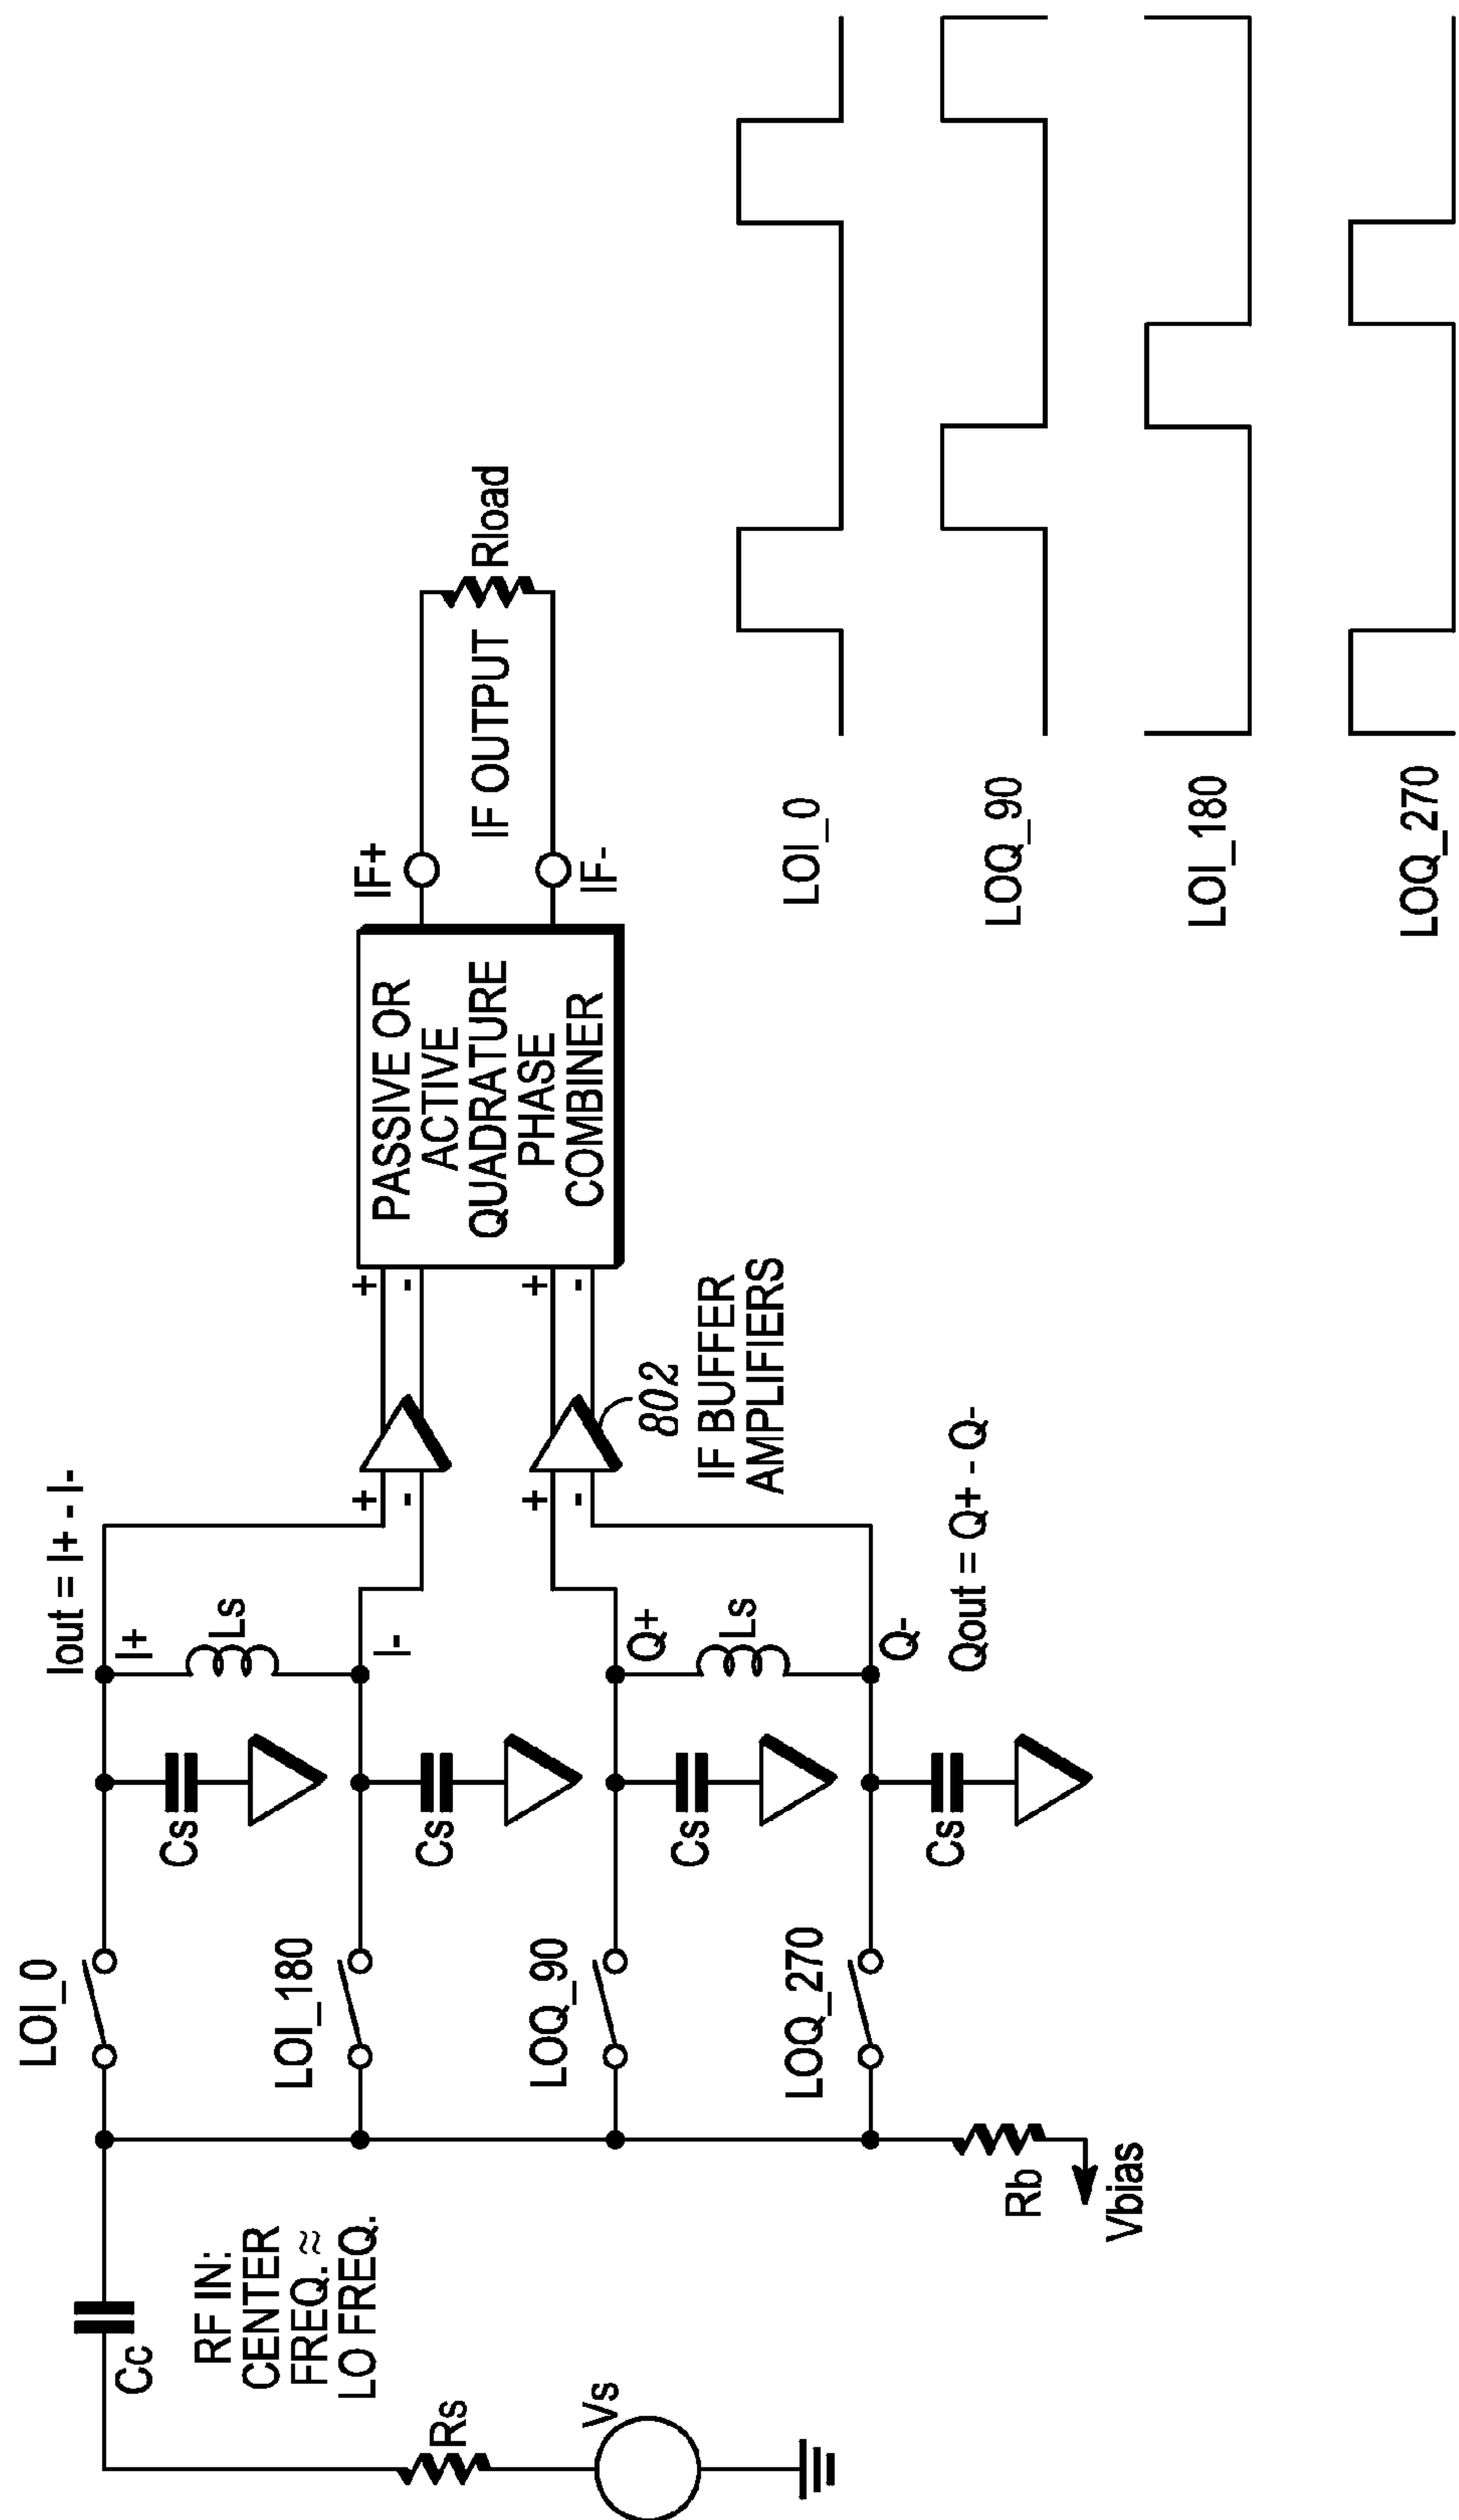 Vs
Rs
Cc
RF IN:
CENTER
FREQ. ≈
LO FREQ.
Rb
Vbias
LOI_0
LOI_180
LOQ_90
LOQ_270
Cs
Cs
Cs
Cs
Iout = I+ - I-
I+
Ls
I-
Q+
Ls
Q-
Qout = Q+ - Q-
+
-
+
-
802
IF BUFFER
AMPLIFIERS
+
-
+
-
PASSIVE OR
ACTIVE
QUADRATURE
PHASE
COMBINER
IF+
IF-
IF OUTPUT
Rload
LOI_0
LOQ_90
LOI_180
LOQ_270